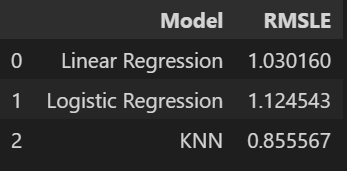 Model RMSLE
0 Linear Regression 1.030160
1 Logistic Regression 1.124543
2 KNN 0.855567